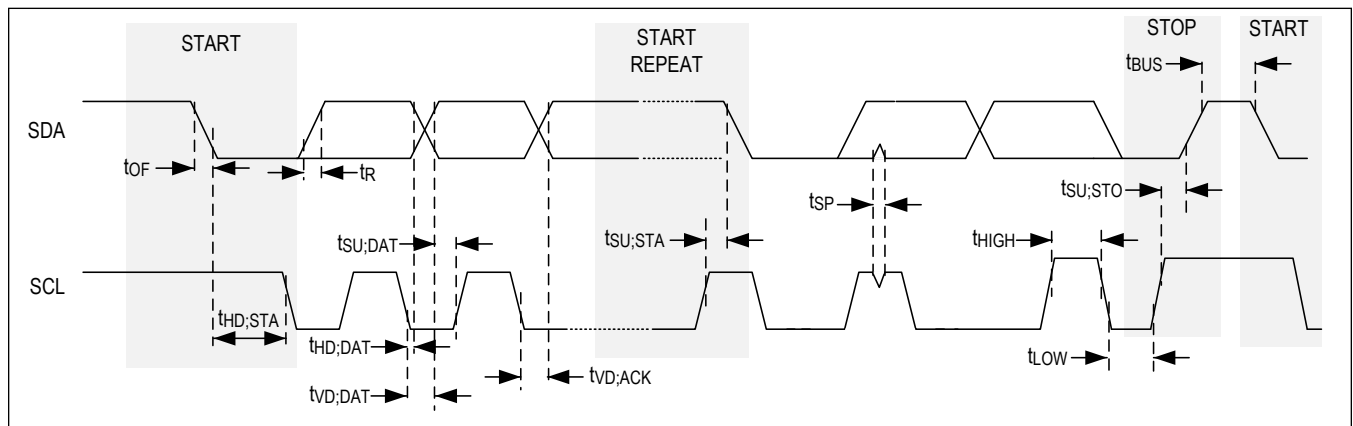 START
START
REPEAT
STOP
START
tBUS
SDA
tOF
tR
tSP
tSU;STO
tSU;DAT
tSU;STA
tHIGH
SCL
tHD;STA
tHD;DAT
tLOW
tVD;DAT
tVD;ACK